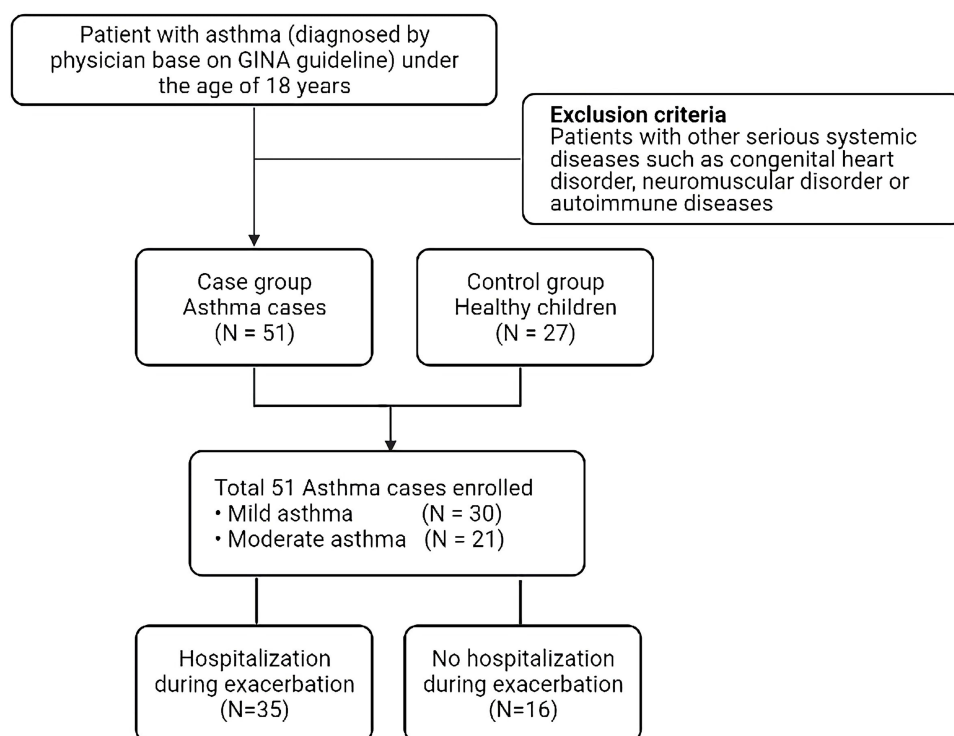 Patient with asthma (diagnosed by
physician base on GINA guideline) under
the age of 18 years
Exclusion criteria
Patients with other serious systemic
diseases such as congenital heart
disorder, neuromuscular disorder or
autoimmune diseases
Case group
Asthma cases
(N = 51)
Control group
Healthy children
(N = 27)
Total 51 Asthma cases enrolled
• Mild asthma (N = 30)
• Moderate asthma (N = 21)
Hospitalization
during exacerbation
(N=35)
No hospitalization
during exacerbation
(N=16)